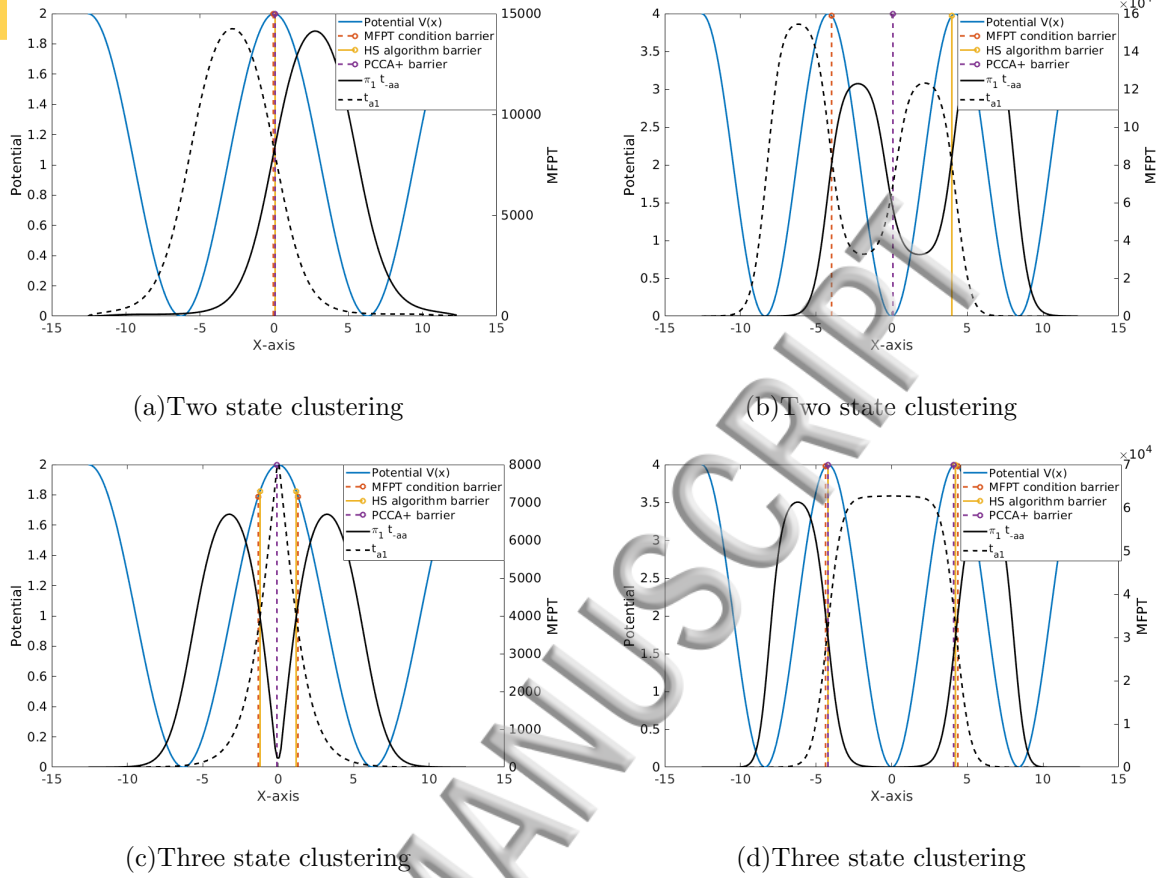 2
1.8
1.6
1.4
1.2
1
0.8
0.6
0.4
0.2
0
Potential
-15 -10 -5 0 5 10 15
X-axis
15000
10000
5000
0
MFPT
Potential V(x)
MFPT condition barrier
HS algorithm barrier
PCCA+ barrier
π1 t-aa
ta1
(a)Two state clustering
4
3.5
3
2.5
2
1.5
1
0.5
0
Potential
-15 -10 -5 0 5 10 15
X-axis
16
14
12
10
8
6
4
2
0
MFPT
Potential V(x)
MFPT condition barrier
HS algorithm barrier
PCCA+ barrier
π1 t-aa
ta1
(b)Two state clustering
2
1.8
1.6
1.4
1.2
1
0.8
0.6
0.4
0.2
0
Potential
-15 -10 -5 0 5 10 15
X-axis
8000
7000
6000
5000
4000
3000
2000
1000
0
MFPT
Potential V(x)
MFPT condition barrier
HS algorithm barrier
PCCA+ barrier
π1 t-aa
ta1
(c)Three state clustering
4
3.5
3
2.5
2
1.5
1
0.5
0
Potential
-15 -10 -5 0 5 10 15
X-axis
×10^4
7
6
5
4
3
2
1
0
MFPT
Potential V(x)
MFPT condition barrier
HS algorithm barrier
PCCA+ barrier
π1 t-aa
ta1
(d)Three state clustering
MANUSCRIPT